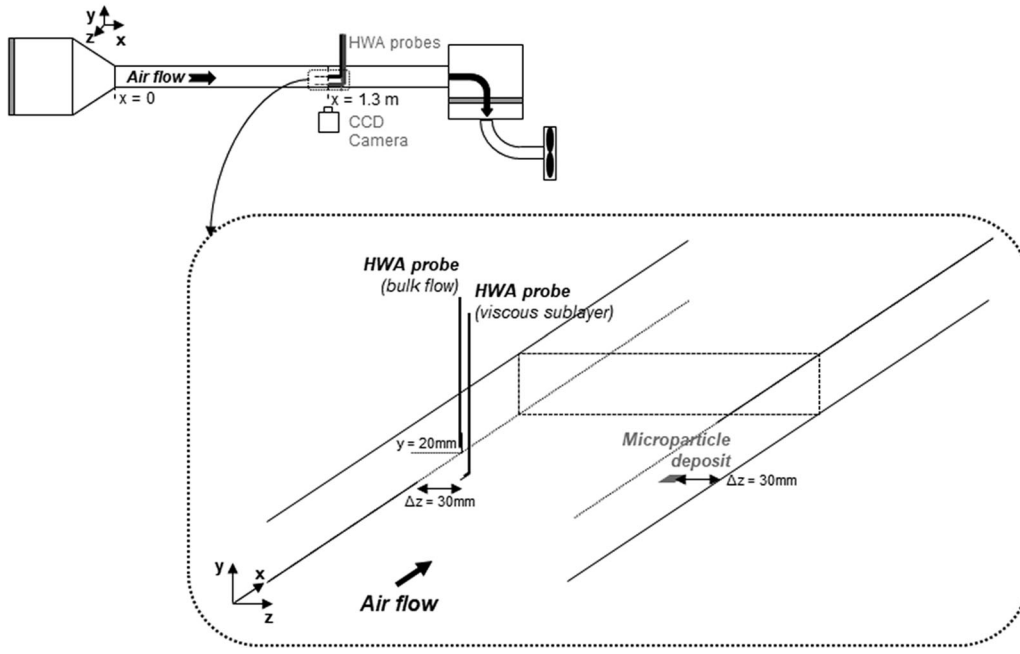 y
z
x
HWA probes
Air flow
x = 0
x = 1.3 m
CCD
Camera
HWA probe
(bulk flow)
HWA probe
(viscous sublayer)
y = 20mm
Δz = 30mm
Microparticle
deposit
Δz = 30mm
y
x
z
Air flow